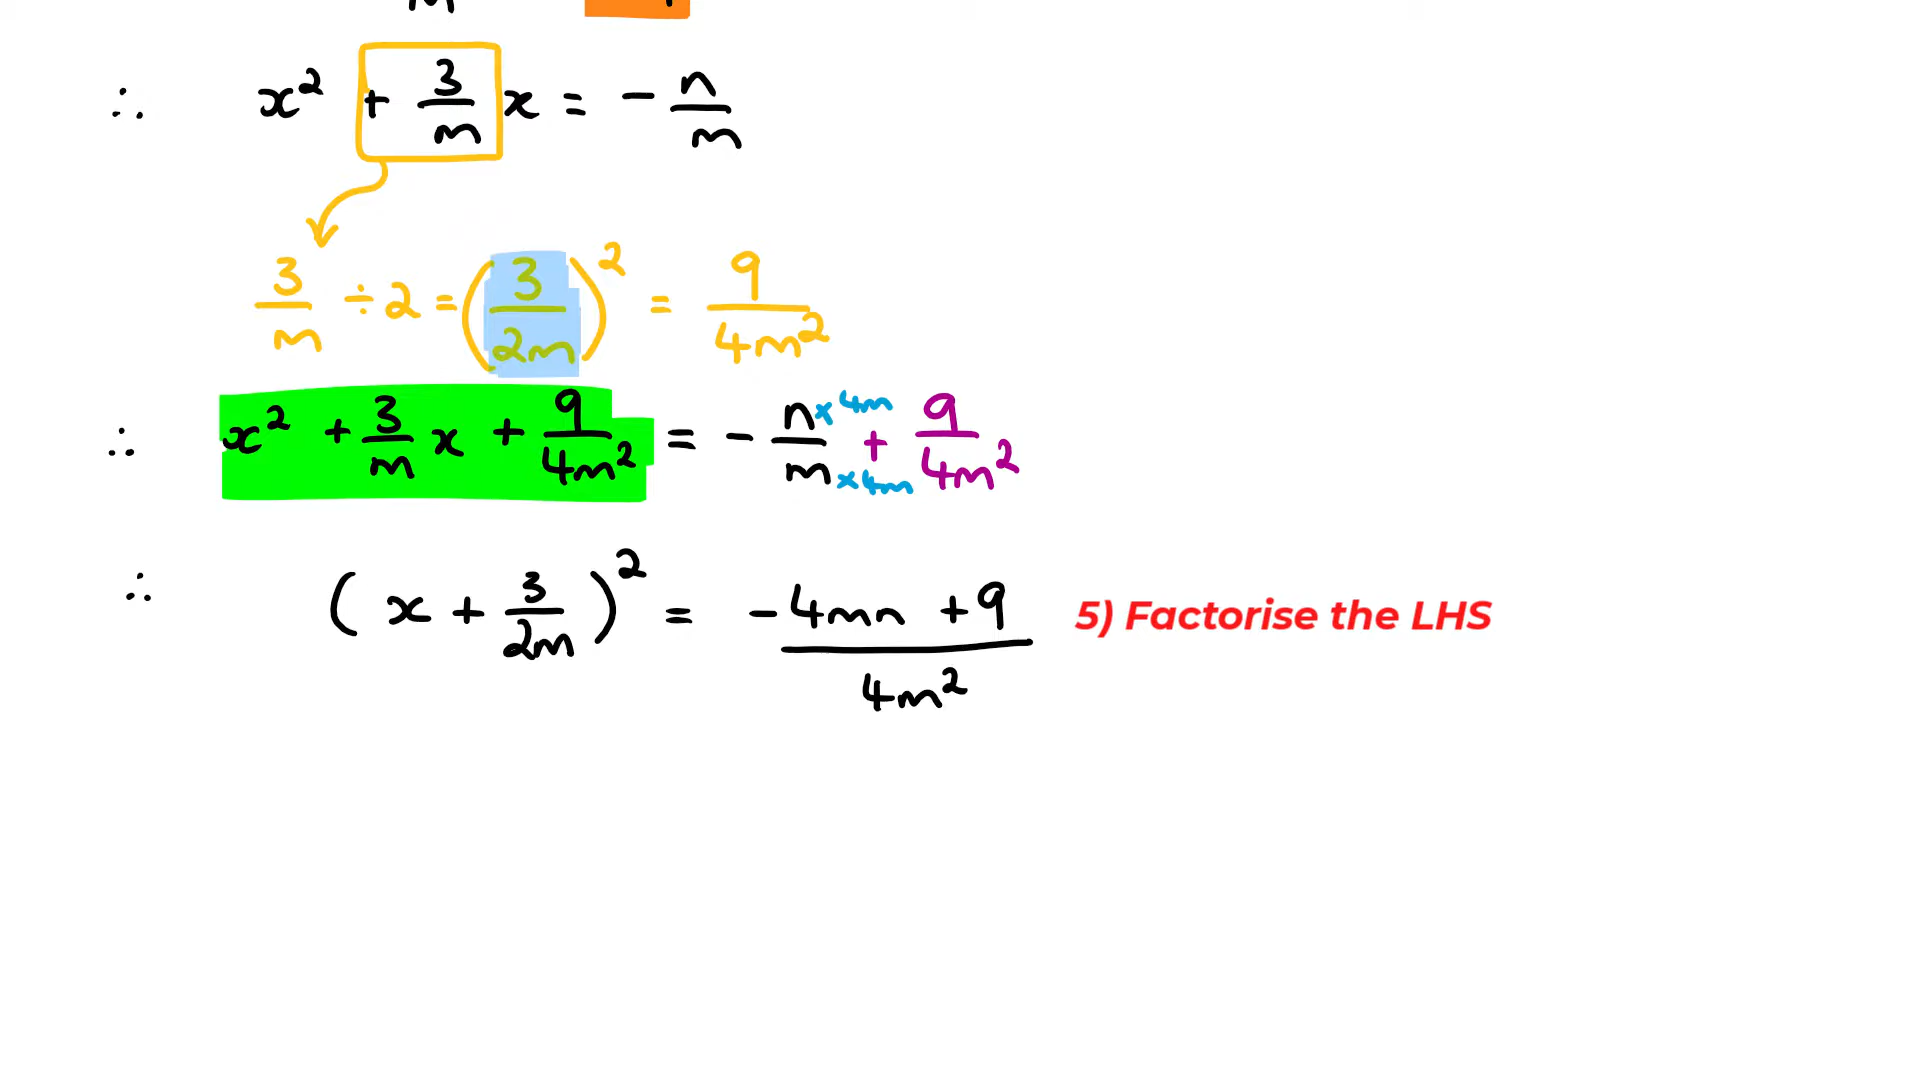 m
∴ x² + 3/m x = - n/m
3/m ÷ 2 = (3/2m)² = 9/4m²
∴ x² + 3/m x + 9/4m² = - n ×4m / m ×4m + 9/4m²
∴ (x + 3/2m)² = -4mn + 9 / 4m² 5) Factorise the LHS